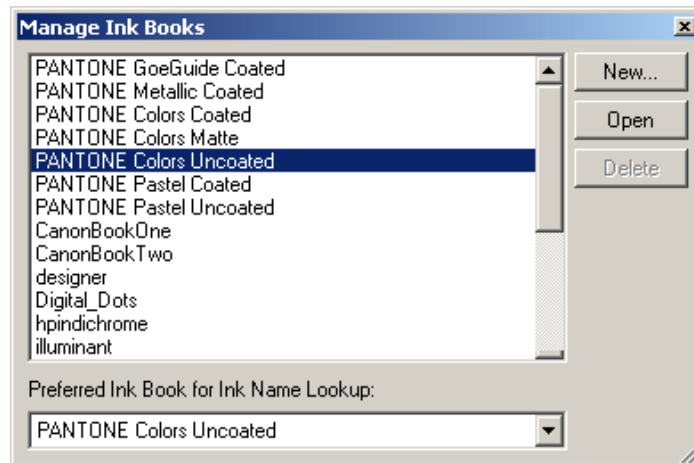 Manage Ink Books
PANTONE GoeGuide Coated
PANTONE Metallic Coated
PANTONE Colors Coated
PANTONE Colors Matte
PANTONE Colors Uncoated
PANTONE Pastel Coated
PANTONE Pastel Uncoated
CanonBookOne
CanonBookTwo
designer
Digital_Dots
hpindichrome
illuminant
New...
Open
Delete
Preferred Ink Book for Ink Name Lookup:
PANTONE Colors Uncoated